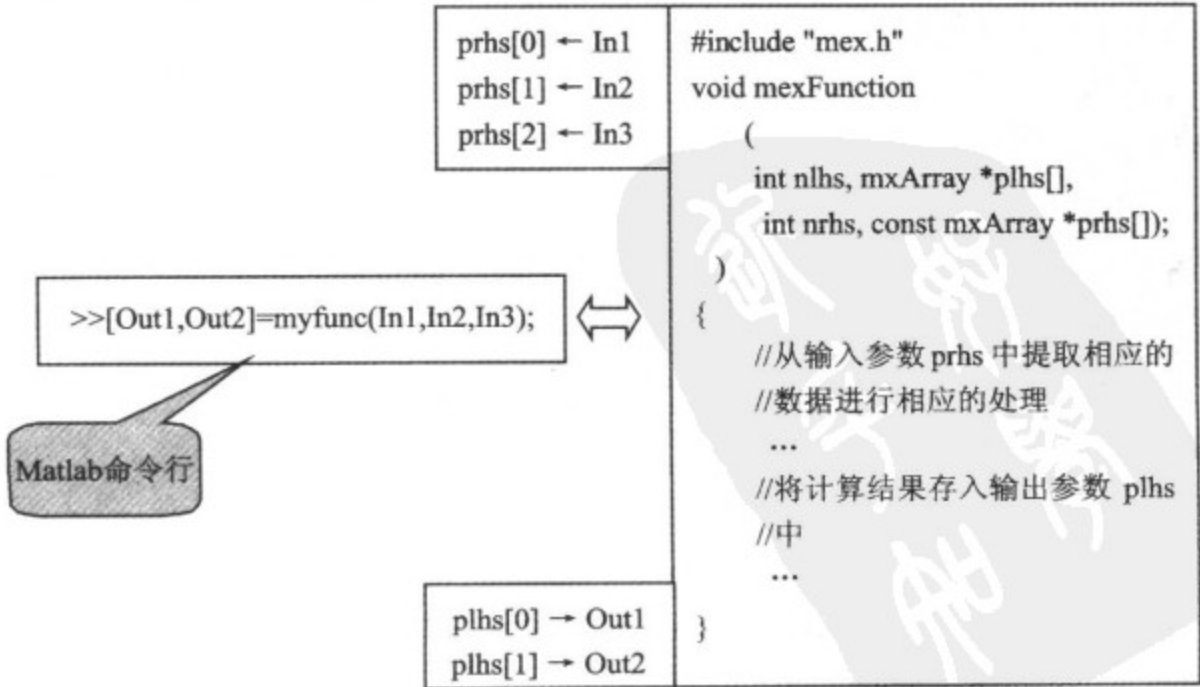 prhs[0] ← In1
prhs[1] ← In2
prhs[2] ← In3
#include "mex.h"
void mexFunction
(
int nlhs, mxArray *plhs[],
int nrhs, const mxArray *prhs[]);
)
{
//从输入参数 prhs 中提取相应的
//数据进行相应的处理
…
//将计算结果存入输出参数 plhs
//中
…
}
>>[Out1,Out2]=myfunc(In1,In2,In3);
Matlab命令行
plhs[0] → Out1
plhs[1] → Out2